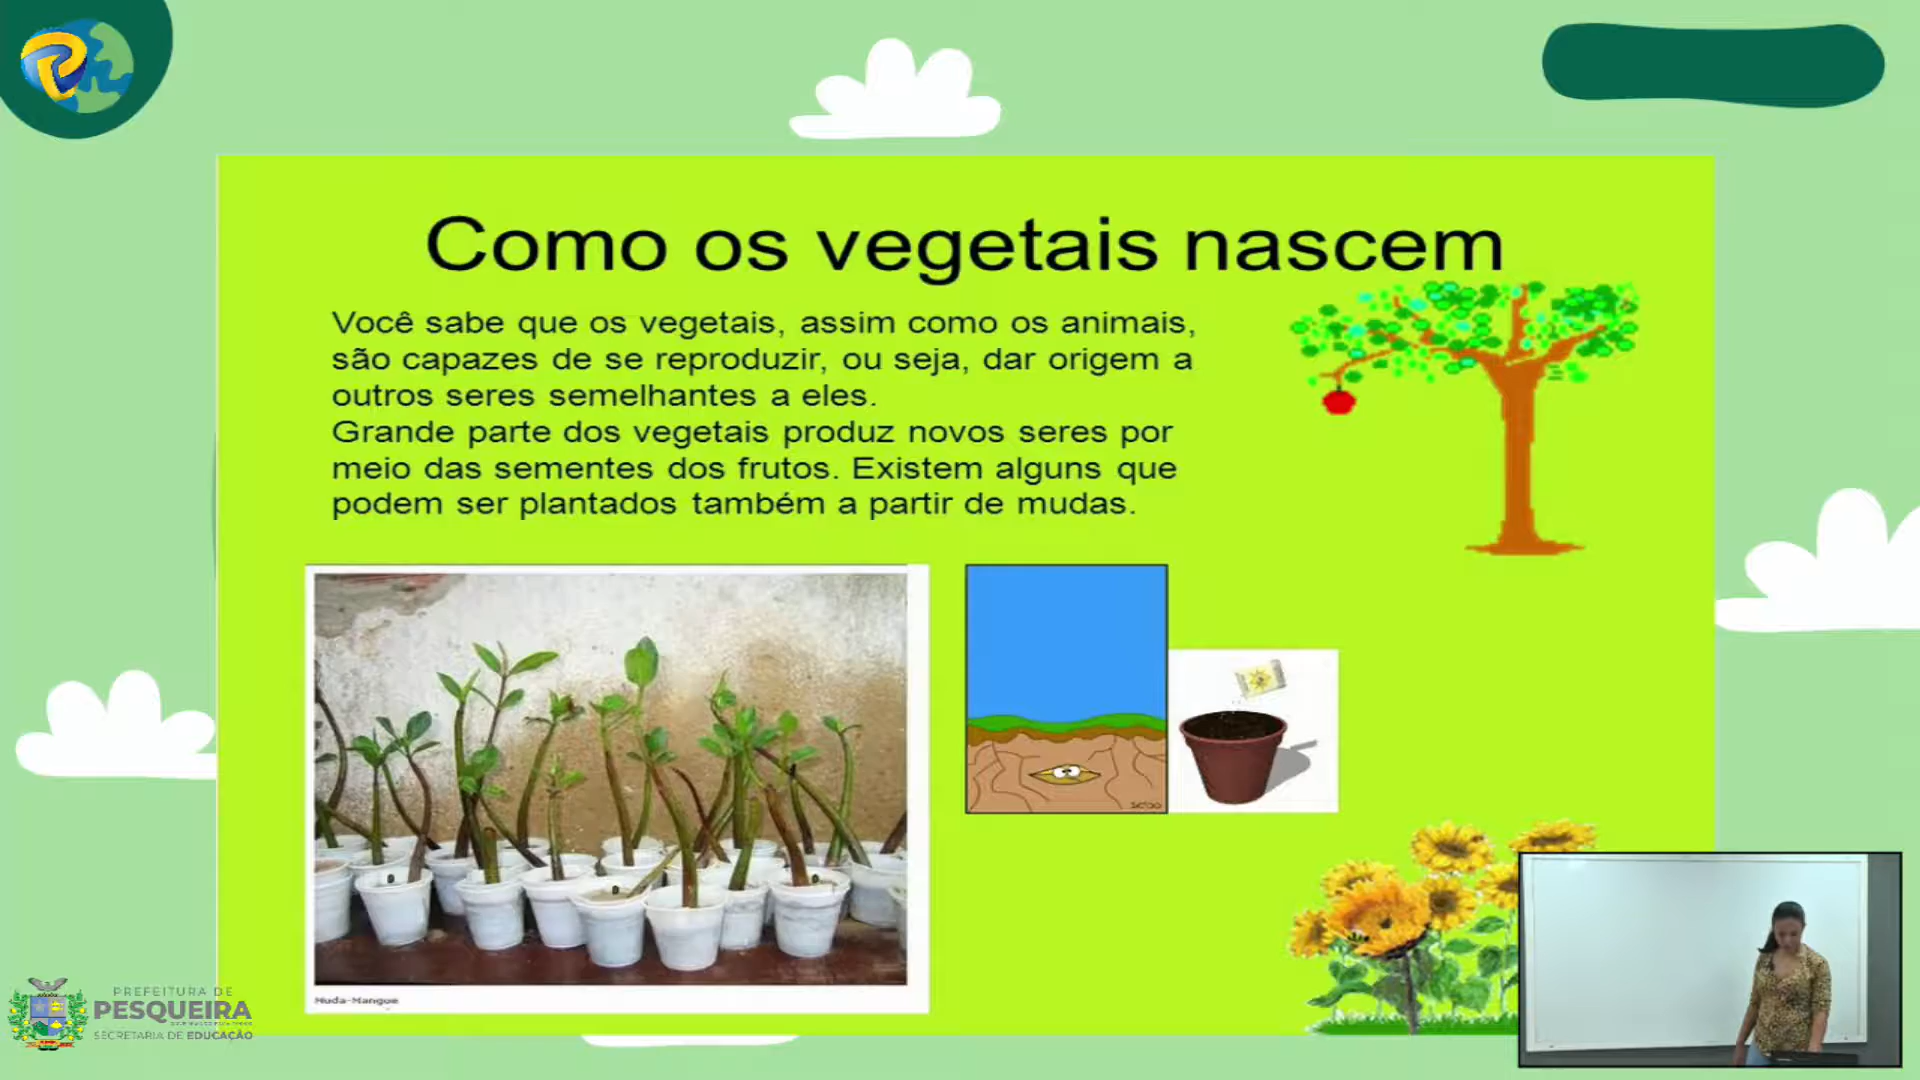 Como os vegetais nascem
Você sabe que os vegetais, assim como os animais,
são capazes de se reproduzir, ou seja, dar origem a
outros seres semelhantes a eles.
Grande parte dos vegetais produz novos seres por
meio das sementes dos frutos. Existem alguns que
podem ser plantados também a partir de mudas.
Muda-Mangue
PREFEITURA DE
PESQUEIRA
SECRETARIA DE EDUCAÇÃO